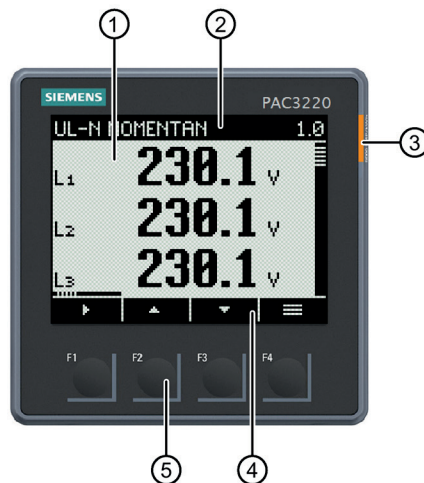 1
2
SIEMENS
PAC3220
UL-N MOMENTAN 1.0
3
L1 230.1 V
L2 230.1 V
L3 230.1 V
F1 F2 F3 F4
5
4